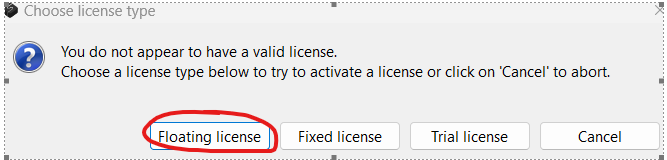 Choose license type
You do not appear to have a valid license.
Choose a license type below to try to activate a license or click on 'Cancel' to abort.
Floating license
Fixed license
Trial license
Cancel